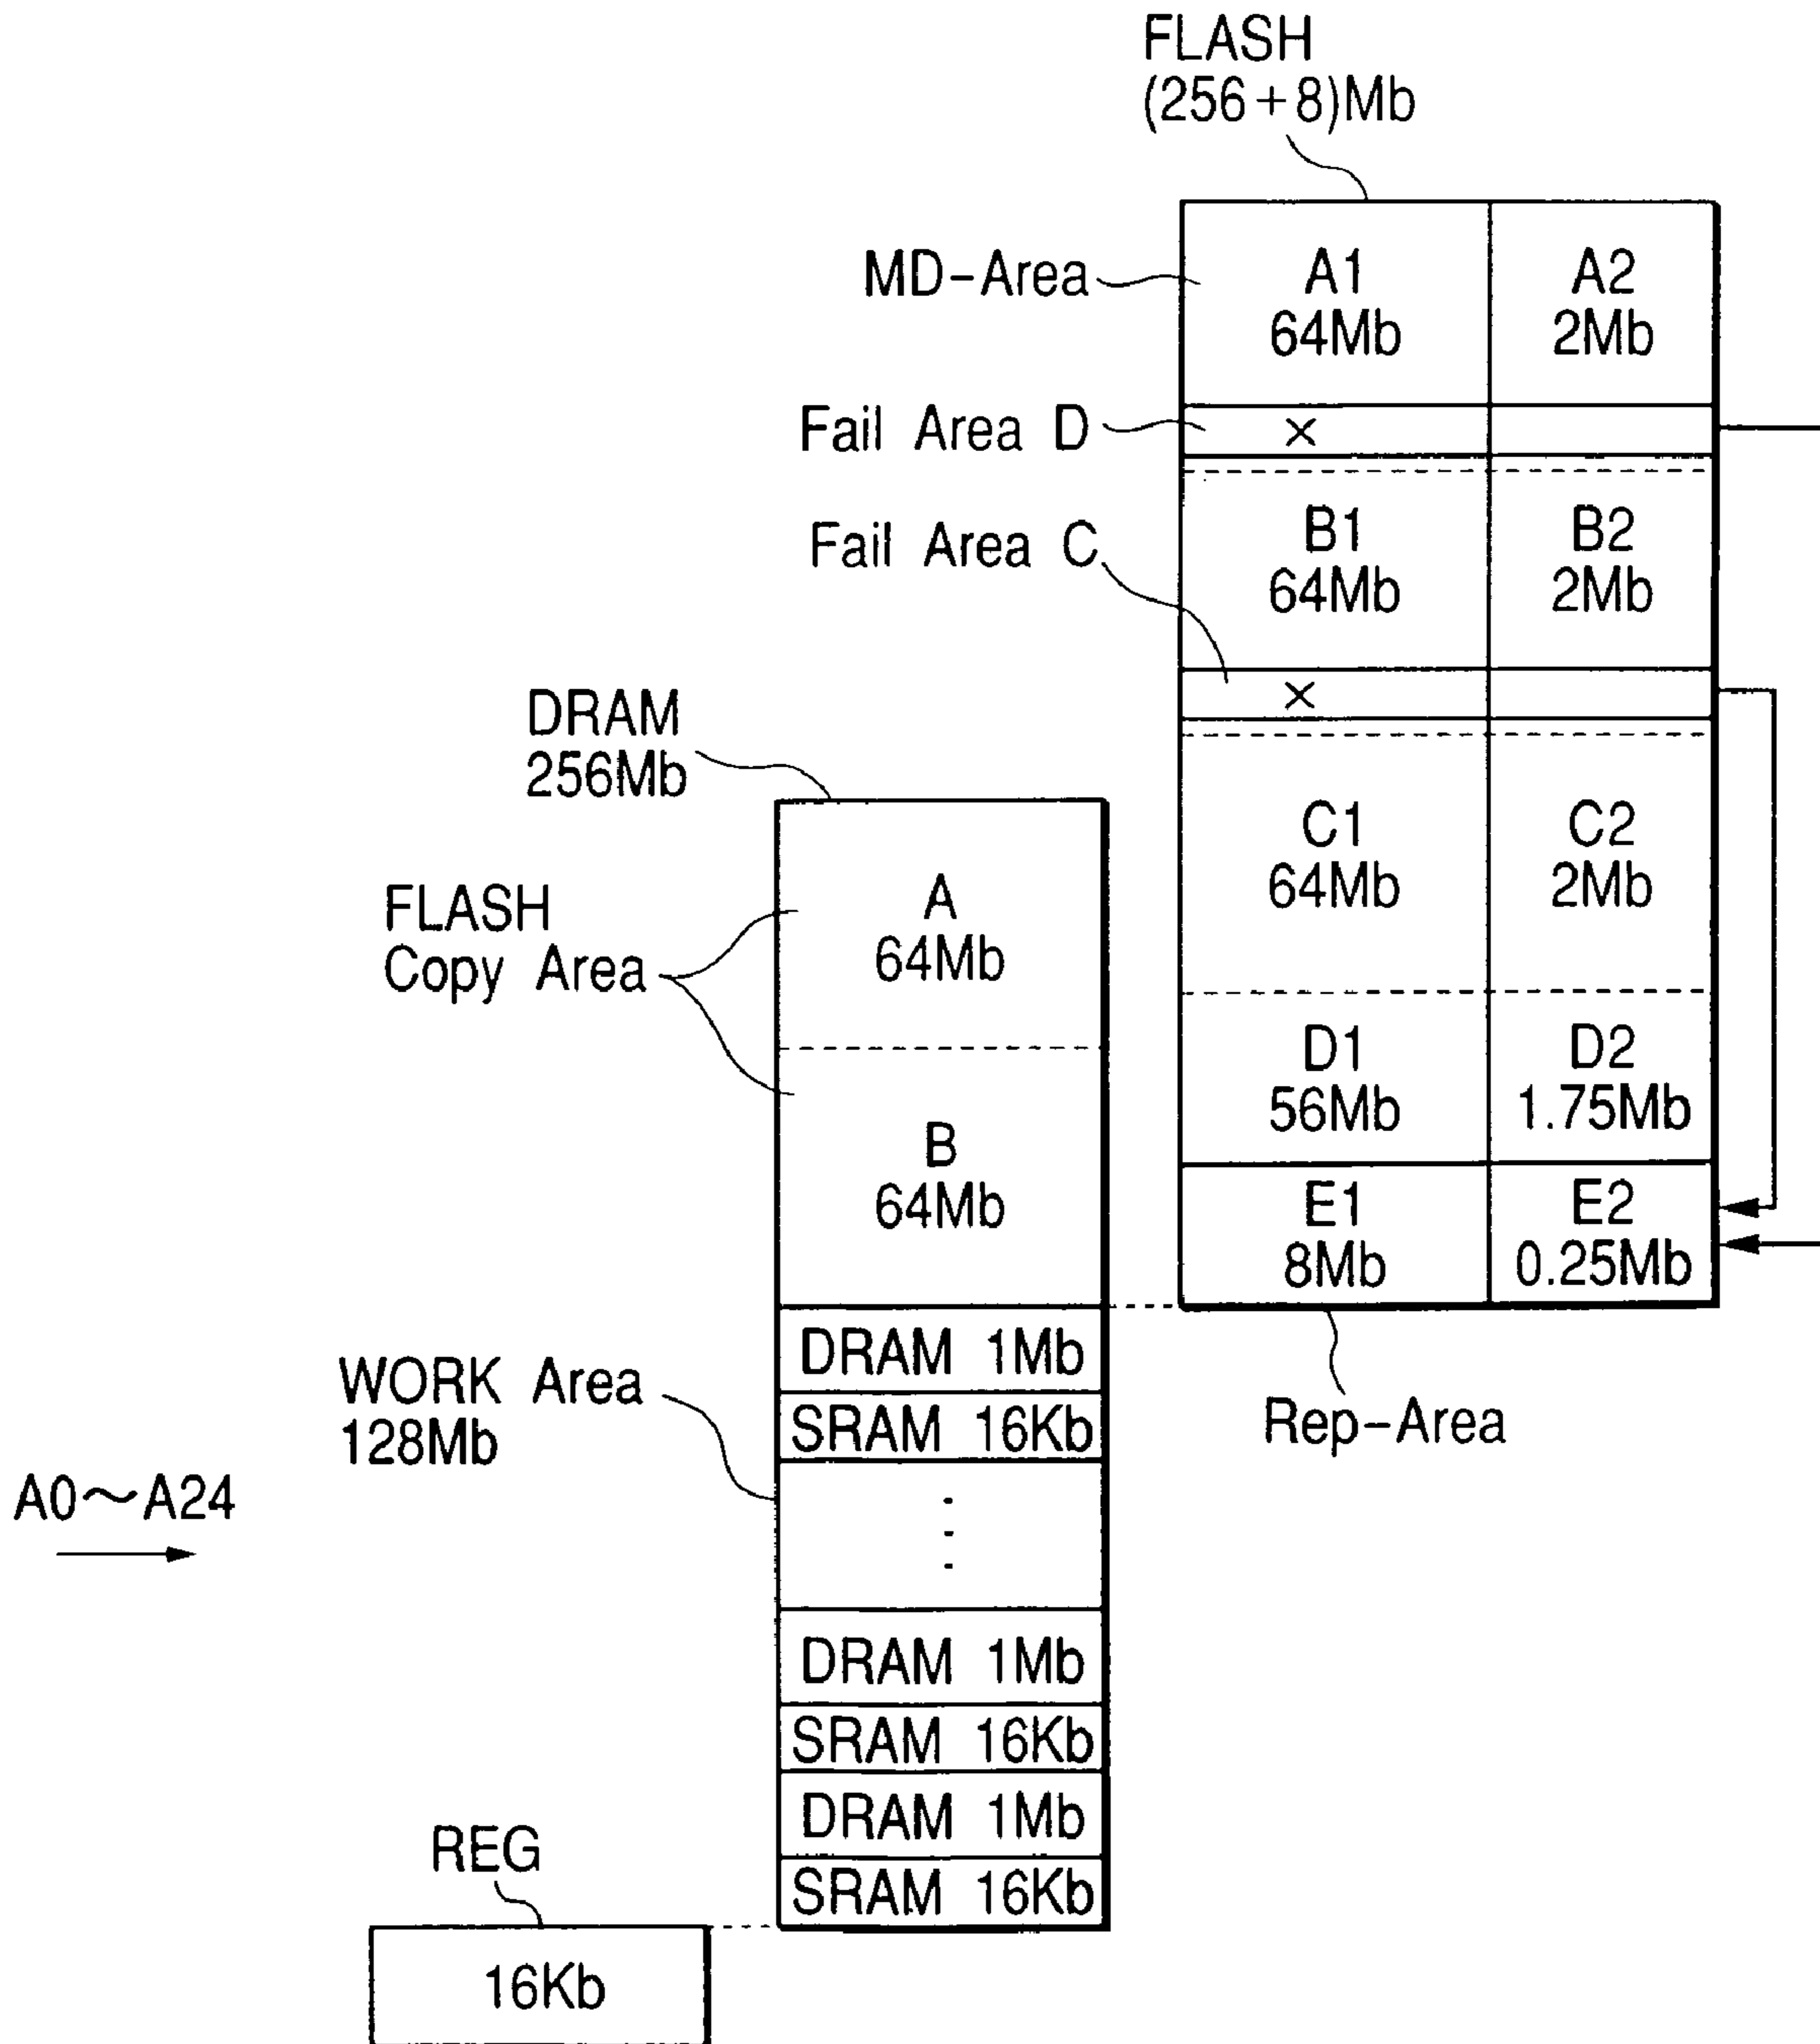 FLASH
(256+8)Mb
MD-Area
A1
64Mb
A2
2Mb
Fail Area D
×
B1
64Mb
B2
2Mb
Fail Area C
×
DRAM
256Mb
C1
64Mb
C2
2Mb
A
64Mb
FLASH
Copy Area
D1
56Mb
D2
1.75Mb
B
64Mb
E1
8Mb
E2
0.25Mb
DRAM 1Mb
WORK Area
128Mb
SRAM 16Kb
Rep-Area
A0～A24
DRAM 1Mb
SRAM 16Kb
DRAM 1Mb
SRAM 16Kb
REG
16Kb